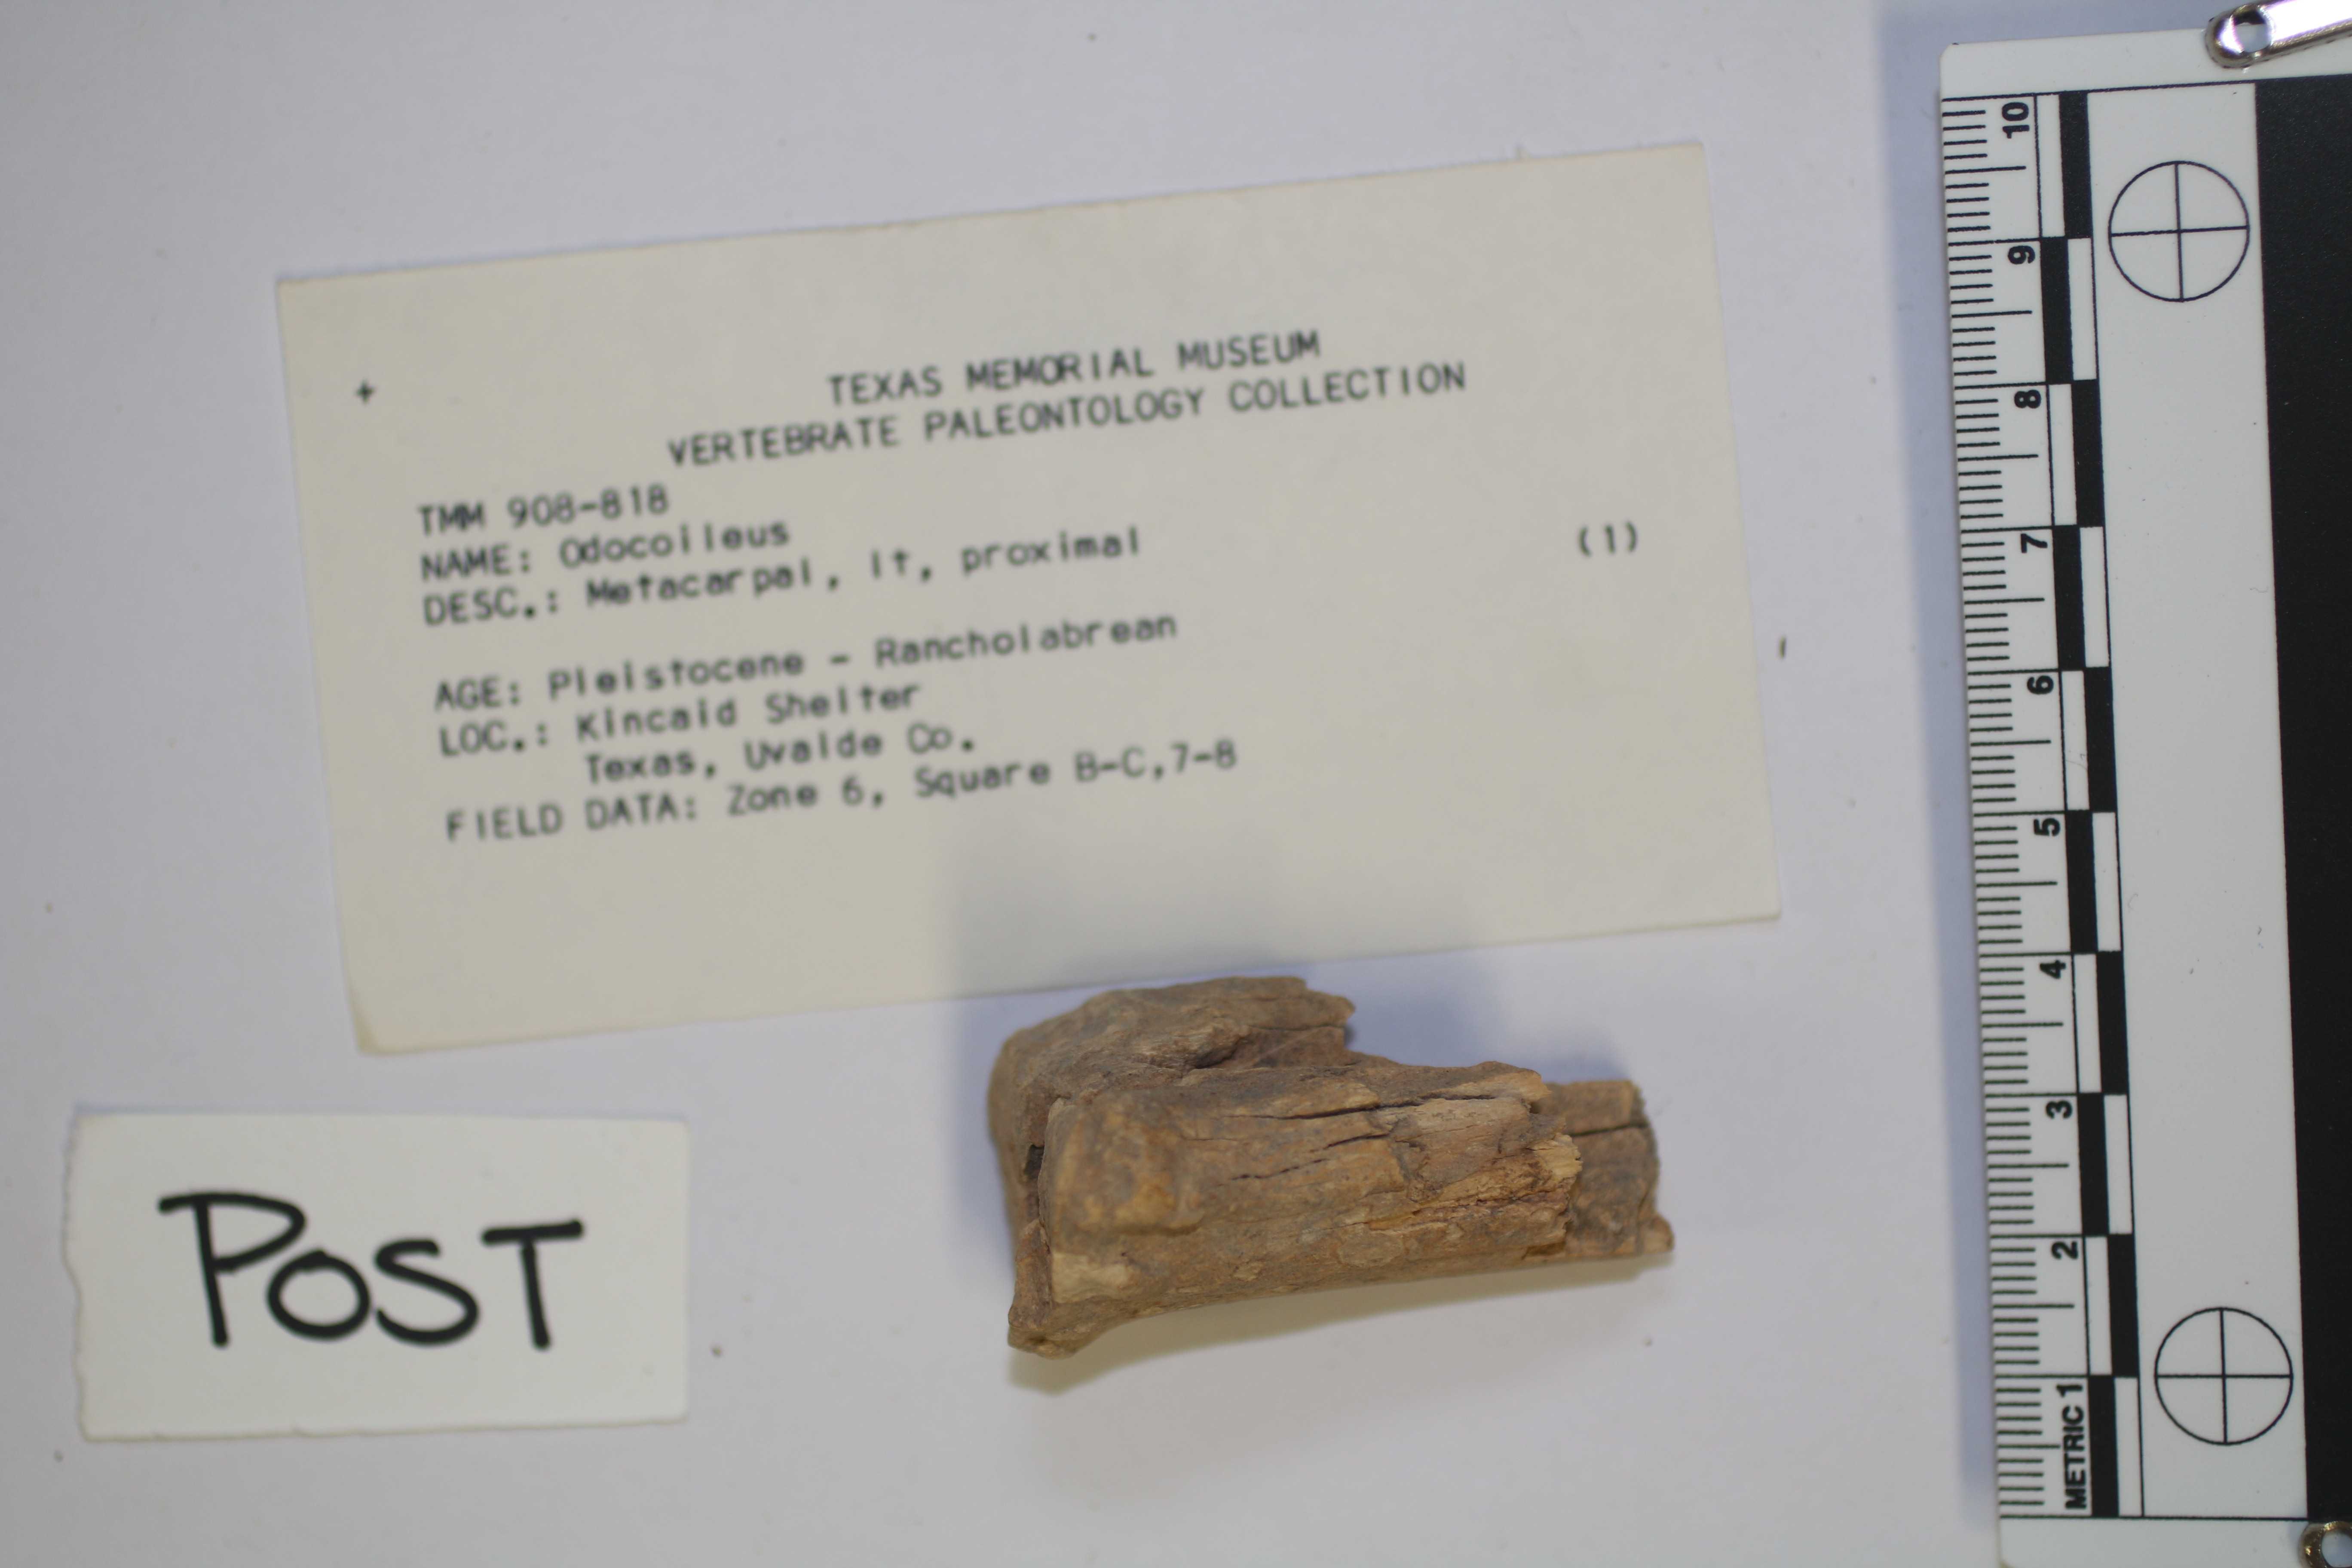 +
TEXAS MEMORIAL MUSEUM
VERTEBRATE PALEONTOLOGY COLLECTION
TMM 908-818
NAME: Odocoileus
DESC.: Metacarpal, lt, proximal (1)
AGE: Pleistocene - Rancholabrean
LOC.: Kincaid Shelter
Texas, Uvalde Co.
FIELD DATA: Zone 6, Square B-C,7-8
POST
10
9
8
7
6
5
4
3
2
METRIC 1